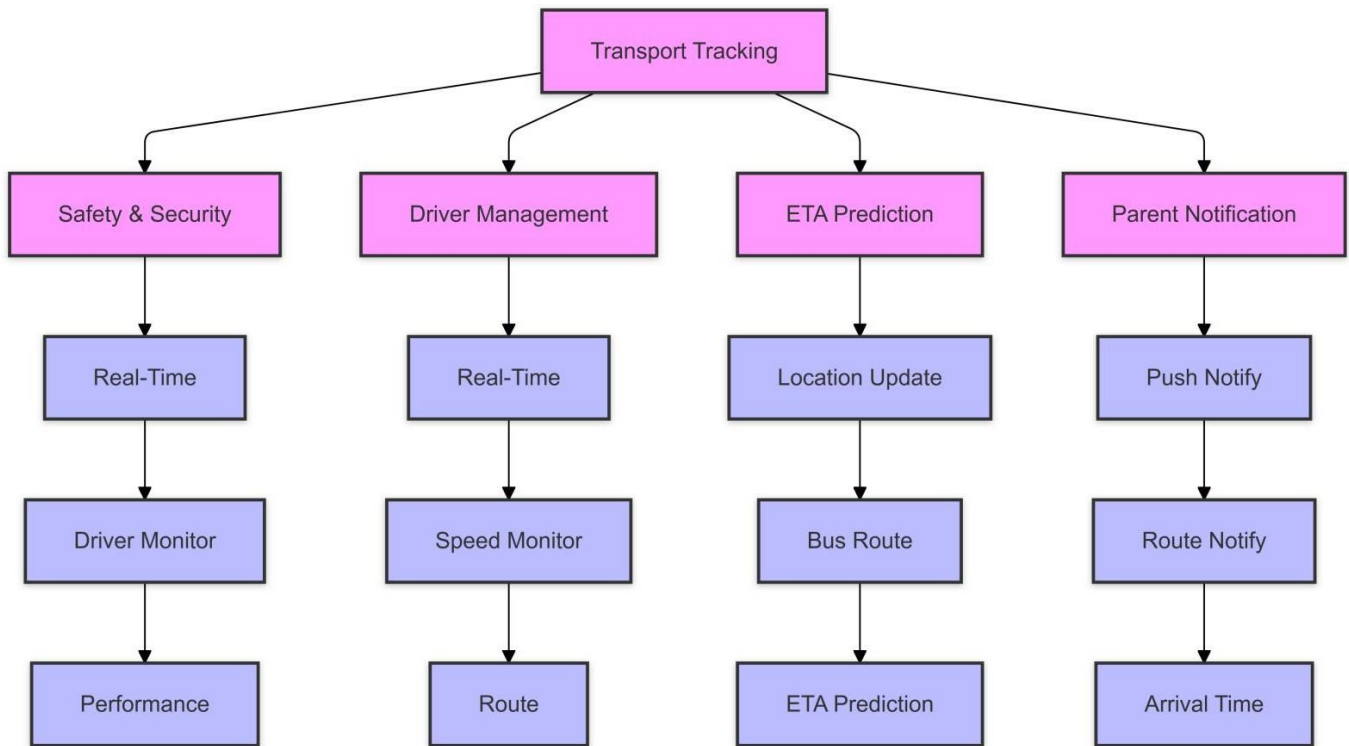 Transport Tracking
Safety & Security
Driver Management
ETA Prediction
Parent Notification
Real-Time
Real-Time
Location Update
Push Notify
Driver Monitor
Speed Monitor
Bus Route
Route Notify
Performance
Route
ETA Prediction
Arrival Time